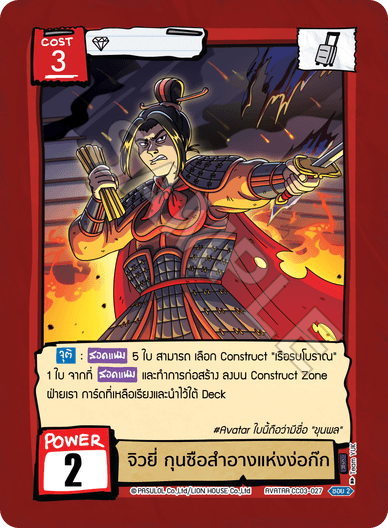 COST
3
จุติ : สอดแนม 5 ใบ สามารถ เลือก Construct "เรือรบโบราณ"
1 ใบ จากที่ สอดแนม และทำการก่อสร้าง ลงบน Construct Zone
ฝ่ายเรา การ์ดที่เหลือเรียงและนำไว้ใต้ Deck
#Avatar ใบนี้ถือว่ามีชื่อ "ขุนพล"
POWER
2
จิวยี่ กุนซือสำอางแห่งง่อก๊ก
Team YUK
© PASULOL Co.,Ltd/LION HOUSE Co.,Ltd AVATAR CC03-027 ซอย 2
SAMPLE